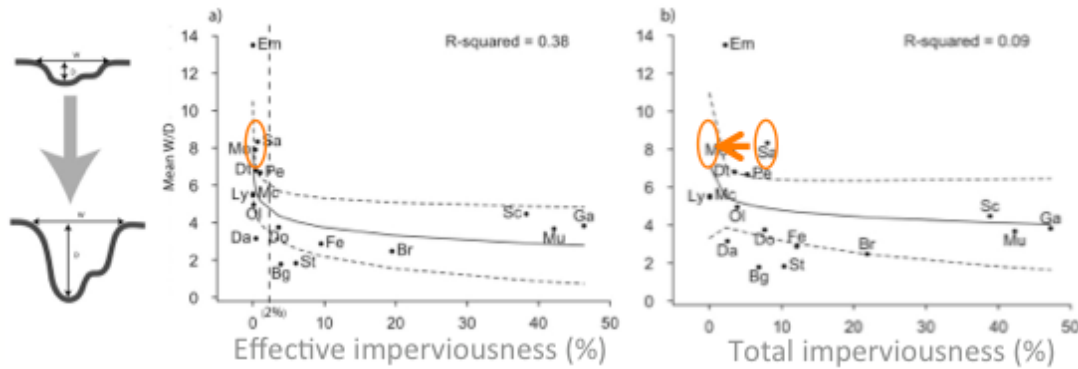 W
D
W
D
a)
R-squared = 0.38
Mean W/D
14
12
10
8
6
4
2
0
Em
Sa
Mo
Dt
Pe
Ly
Mc
Ol
Da
Do
Fe
Br
Bg
St
Sc
Mu
Ga
0
10
20
30
40
50
(2%)
Effective imperviousness (%)
b)
R-squared = 0.09
14
12
10
8
6
4
2
0
Em
Sa
Dt
Pe
Ly
Mc
Ol
Da
Do
Fe
Br
Bg
St
Sc
Mu
Ga
0
10
20
30
40
50
Total imperviousness (%)